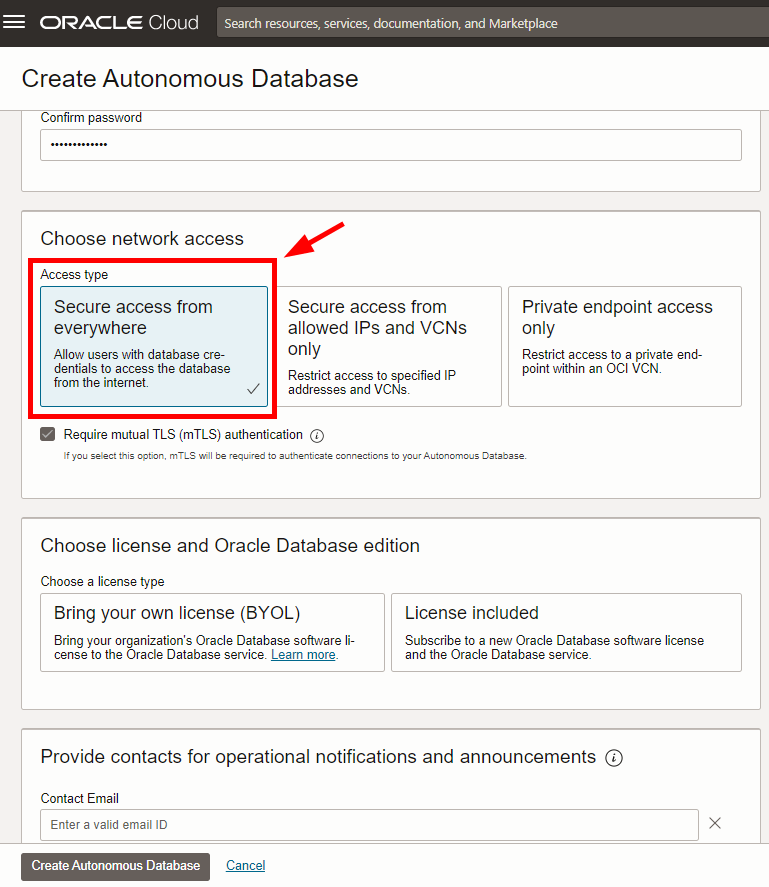 ORACLE Cloud
Search resources, services, documentation, and Marketplace
Create Autonomous Database
Confirm password
•••••••••••••
Choose network access
Access type
Secure access from
everywhere
Allow users with database cre-
dentials to access the database
from the internet.
Secure access from
allowed IPs and VCNs
only
Restrict access to specified IP
addresses and VCNs.
Private endpoint access
only
Restrict access to a private end-
point within an OCI VCN.
Require mutual TLS (mTLS) authentication
If you select this option, mTLS will be required to authenticate connections to your Autonomous Database.
Choose license and Oracle Database edition
Choose a license type
Bring your own license (BYOL)
Bring your organization's Oracle Database software li-
cense to the Oracle Database service. Learn more.
License included
Subscribe to a new Oracle Database software license
and the Oracle Database service.
Provide contacts for operational notifications and announcements
Contact Email
Enter a valid email ID
Create Autonomous Database
Cancel